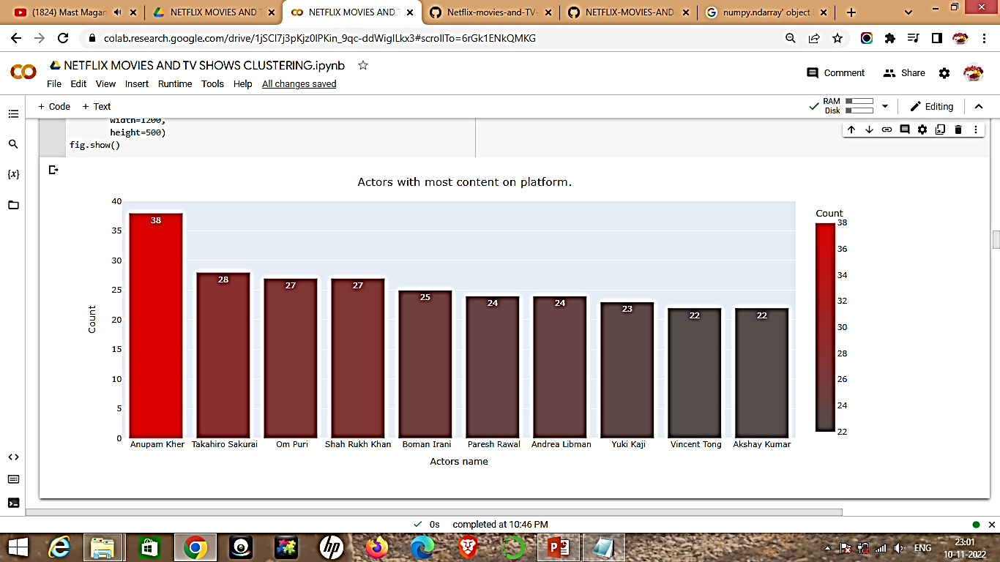 (1824) Mast Magan
NETFLIX MOVIES AND T
NETFLIX MOVIES AND T
Netflix-movies-and-TV-
NETFLIX-MOVIES-AND-
numpy.ndarray' object
colab.research.google.com/drive/1jSCl7j3pKjz0lPKin_9qc-ddWiglLkx3#scrollTo=6rGk1ENkQMKG
NETFLIX MOVIES AND TV SHOWS CLUSTERING.ipynb
File Edit View Insert Runtime Tools Help All changes saved
Comment Share
+ Code + Text
RAM
Disk
Editing
width=1200,
height=500)
fig.show()
{x}
Actors with most content on platform.
Count
40
35
30
25
20
15
10
5
0
38
28
27
27
25
24
24
23
22
22
Anupam Kher Takahiro Sakurai Om Puri Shah Rukh Khan Boman Irani Paresh Rawal Andrea Libman Yuki Kaji Vincent Tong Akshay Kumar
Actors name
Count
38
36
34
32
30
28
26
24
22
0s completed at 10:46 PM
hp
ENG
23:01
10-11-2022